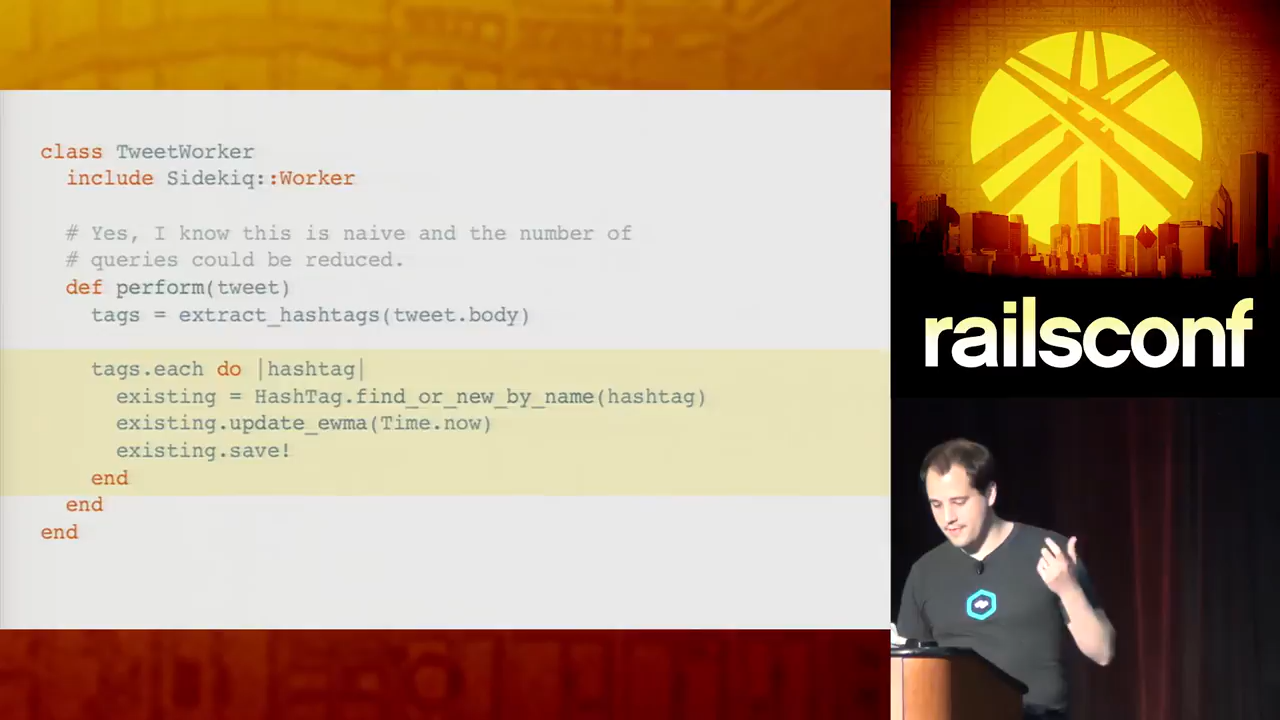 class TweetWorker
include Sidekiq::Worker
# Yes, I know this is naive and the number of
# queries could be reduced.
def perform(tweet)
tags = extract_hashtags(tweet.body)
tags.each do |hashtag|
existing = HashTag.find_or_new_by_name(hashtag)
existing.update_ewma(Time.now)
existing.save!
end
end
end
railsconf